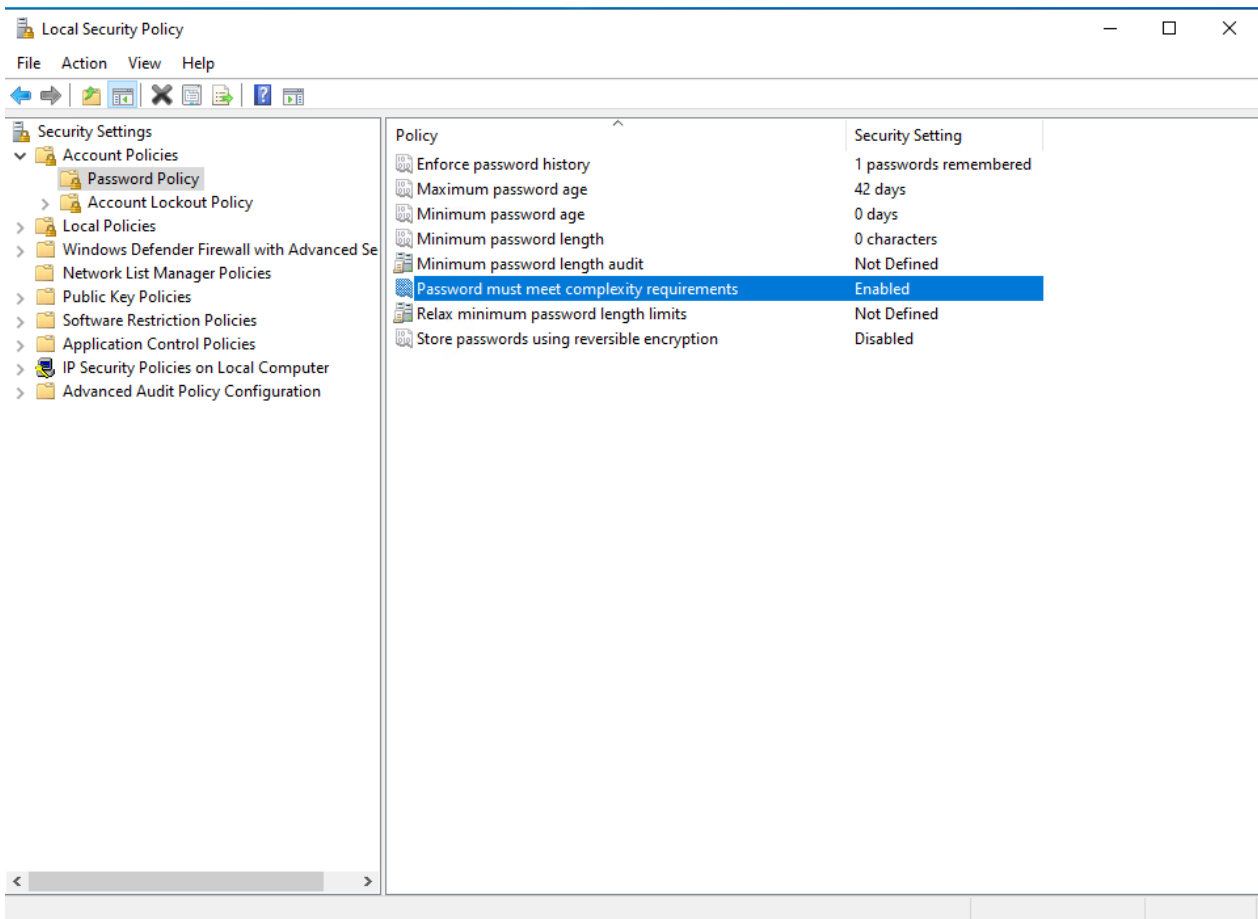 Local Security Policy
File Action View Help
Security Settings
Account Policies
Password Policy
Account Lockout Policy
Local Policies
Windows Defender Firewall with Advanced Se
Network List Manager Policies
Public Key Policies
Software Restriction Policies
Application Control Policies
IP Security Policies on Local Computer
Advanced Audit Policy Configuration
Policy Security Setting
Enforce password history 1 passwords remembered
Maximum password age 42 days
Minimum password age 0 days
Minimum password length 0 characters
Minimum password length audit Not Defined
Password must meet complexity requirements Enabled
Relax minimum password length limits Not Defined
Store passwords using reversible encryption Disabled